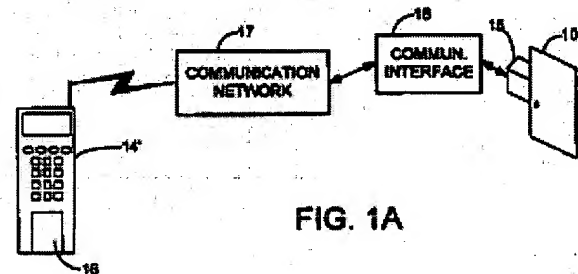 17
COMMUNICATION
NETWORK
18
COMMUN.
INTERFACE
15
10
14'
16
FIG. 1A